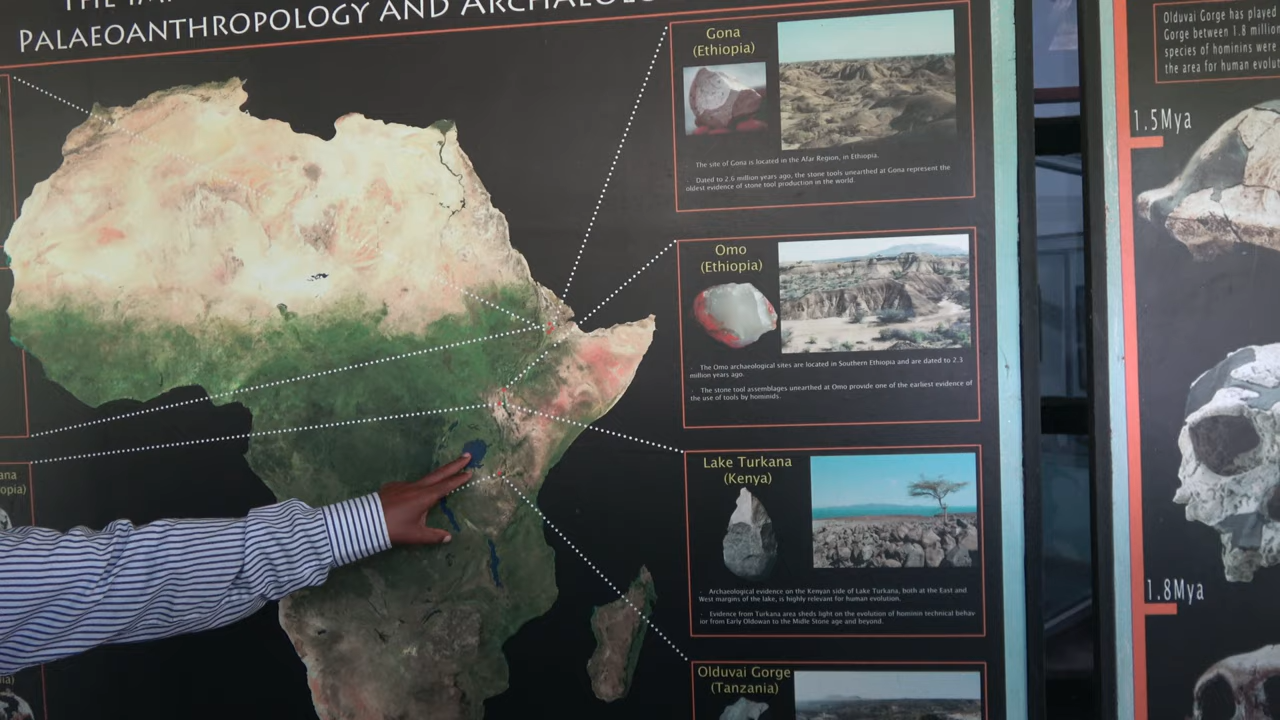 PALAEOANTHROPOLOGY AND
Gona
(Ethiopia)
- The site of Gona is located in the Afar Region, in Ethiopia.
- Dated to 2.6 million years ago, the stone tools unearthed at Gona represent the
oldest evidence of stone tool production in the world.
Omo
(Ethiopia)
- The Omo archaeological sites are located in Southern Ethiopia and are dated to 2.3
million years ago.
- The stone tool assemblages unearthed at Omo provide one of the earliest evidence of
the use of tools by hominids.
Lake Turkana
(Kenya)
- Archaeological evidence on the Kenyan side of Lake Turkana, both at the East and
West margins of the lake, is highly relevant for human evolution.
- Evidence from Turkana area sheds light on the evolution of hominin technical behav-
ior from Early Oldowan to the Midle Stone age and beyond.
Olduvai Gorge
(Tanzania)
ana
opia)
Olduvai Gorge has played
Gorge between 1.8 million
species of hominins were
the area for human evolut
1.5Mya
1.8Mya